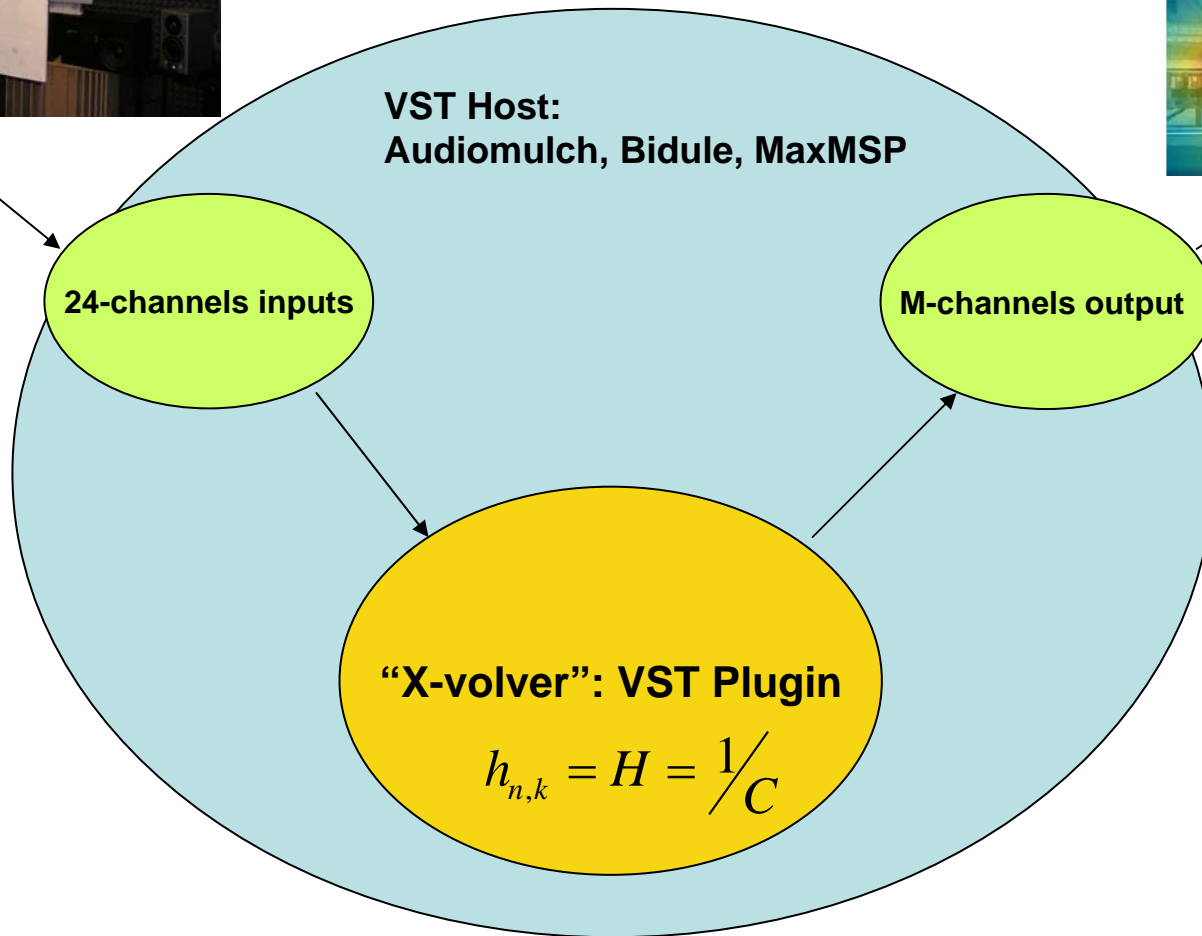 VST Host:
Audiomulch, Bidule, MaxMSP
24-channels inputs
M-channels output
“X-volver”: VST Plugin
h_{n,k} = H = 1/C